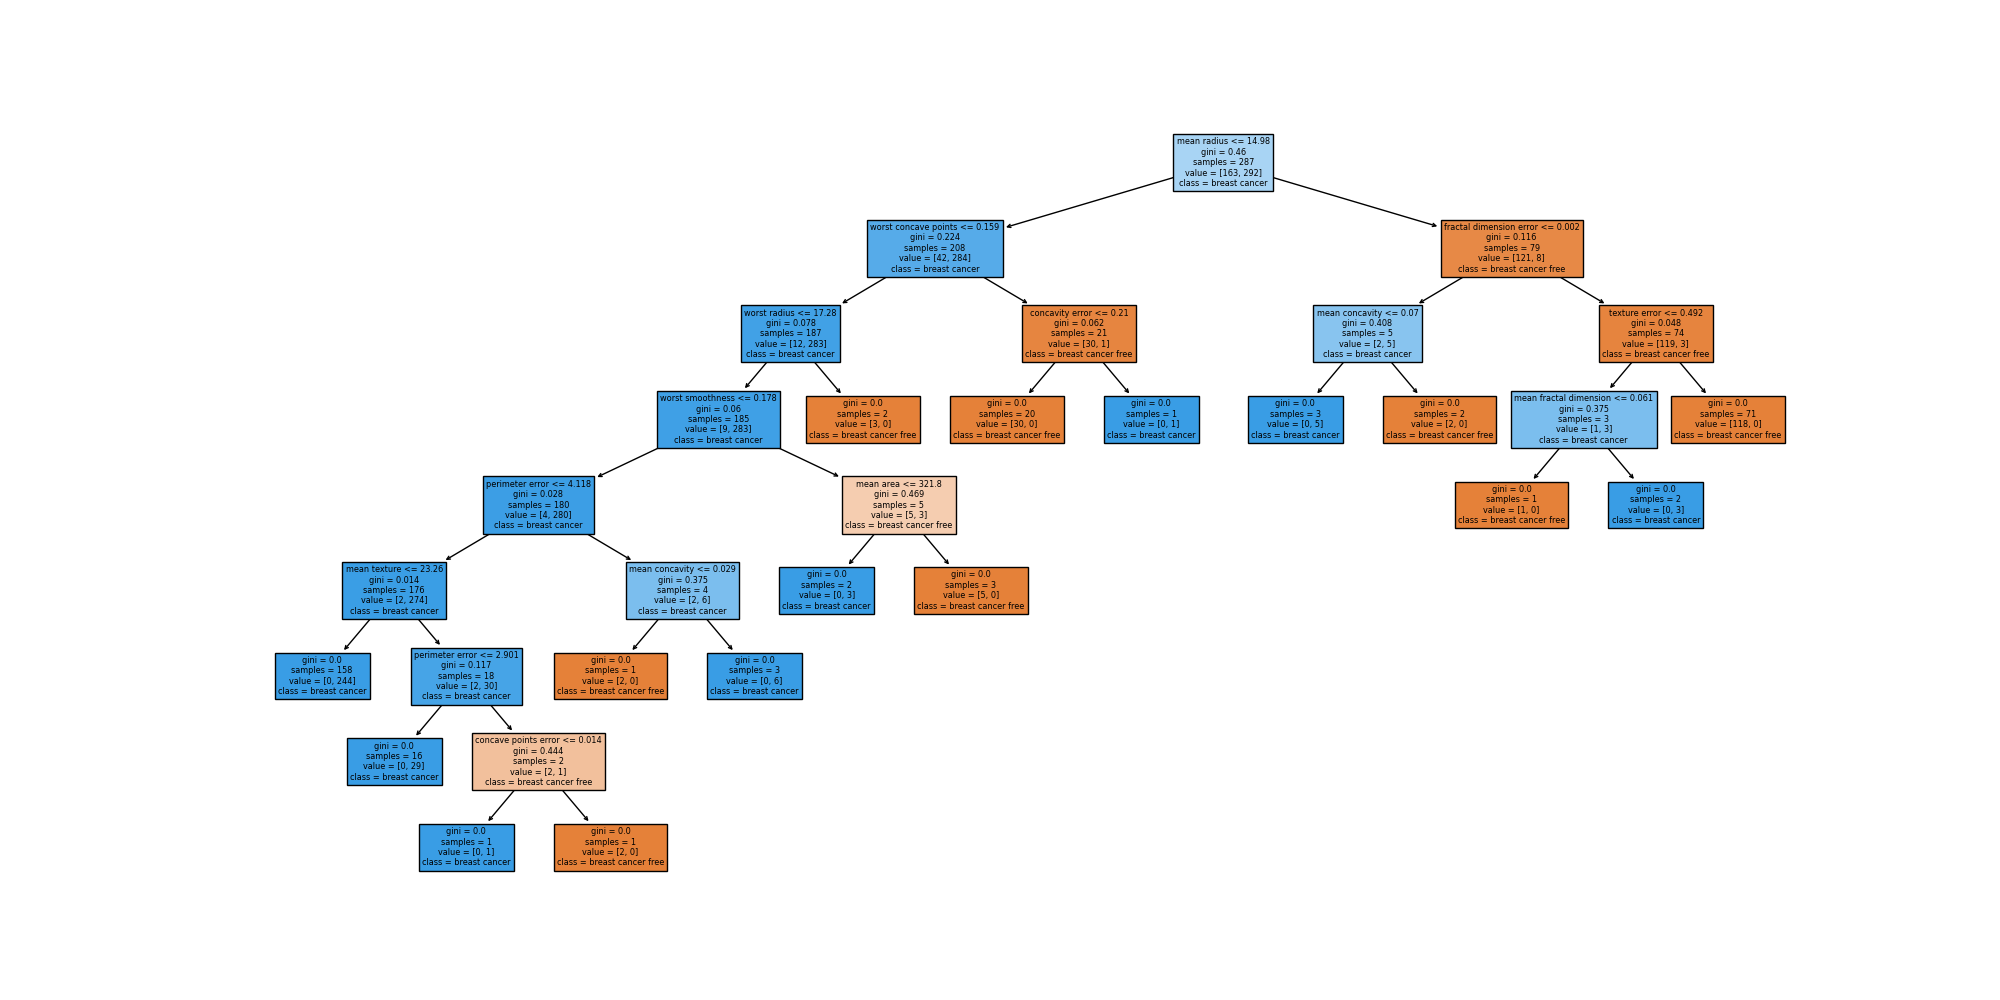 mean radius <= 14.98
gini = 0.46
samples = 287
value = [163, 292]
class = breast cancer
worst concave points <= 0.159
gini = 0.224
samples = 208
value = [42, 284]
class = breast cancer
fractal dimension error <= 0.002
gini = 0.116
samples = 79
value = [121, 8]
class = breast cancer free
worst radius <= 17.28
gini = 0.078
samples = 187
value = [12, 283]
class = breast cancer
concavity error <= 0.21
gini = 0.062
samples = 21
value = [30, 1]
class = breast cancer free
mean concavity <= 0.07
gini = 0.408
samples = 5
value = [2, 5]
class = breast cancer
texture error <= 0.492
gini = 0.048
samples = 74
value = [119, 3]
class = breast cancer free
worst smoothness <= 0.178
gini = 0.06
samples = 185
value = [9, 283]
class = breast cancer
gini = 0.0
samples = 2
value = [3, 0]
class = breast cancer free
gini = 0.0
samples = 20
value = [30, 0]
class = breast cancer free
gini = 0.0
samples = 1
value = [0, 1]
class = breast cancer
gini = 0.0
samples = 3
value = [0, 5]
class = breast cancer
gini = 0.0
samples = 2
value = [2, 0]
class = breast cancer free
mean fractal dimension <= 0.061
gini = 0.375
samples = 3
value = [1, 3]
class = breast cancer
gini = 0.0
samples = 71
value = [118, 0]
class = breast cancer free
perimeter error <= 4.118
gini = 0.028
samples = 180
value = [4, 280]
class = breast cancer
mean area <= 321.8
gini = 0.469
samples = 5
value = [5, 3]
class = breast cancer free
gini = 0.0
samples = 1
value = [1, 0]
class = breast cancer free
gini = 0.0
samples = 2
value = [0, 3]
class = breast cancer
mean texture <= 23.26
gini = 0.014
samples = 176
value = [2, 274]
class = breast cancer
mean concavity <= 0.029
gini = 0.375
samples = 4
value = [2, 6]
class = breast cancer
gini = 0.0
samples = 2
value = [0, 3]
class = breast cancer
gini = 0.0
samples = 3
value = [5, 0]
class = breast cancer free
gini = 0.0
samples = 158
value = [0, 244]
class = breast cancer
perimeter error <= 2.901
gini = 0.117
samples = 18
value = [2, 30]
class = breast cancer
gini = 0.0
samples = 1
value = [2, 0]
class = breast cancer free
gini = 0.0
samples = 3
value = [0, 6]
class = breast cancer
gini = 0.0
samples = 16
value = [0, 29]
class = breast cancer
concave points error <= 0.014
gini = 0.444
samples = 2
value = [2, 1]
class = breast cancer free
gini = 0.0
samples = 1
value = [0, 1]
class = breast cancer
gini = 0.0
samples = 1
value = [2, 0]
class = breast cancer free